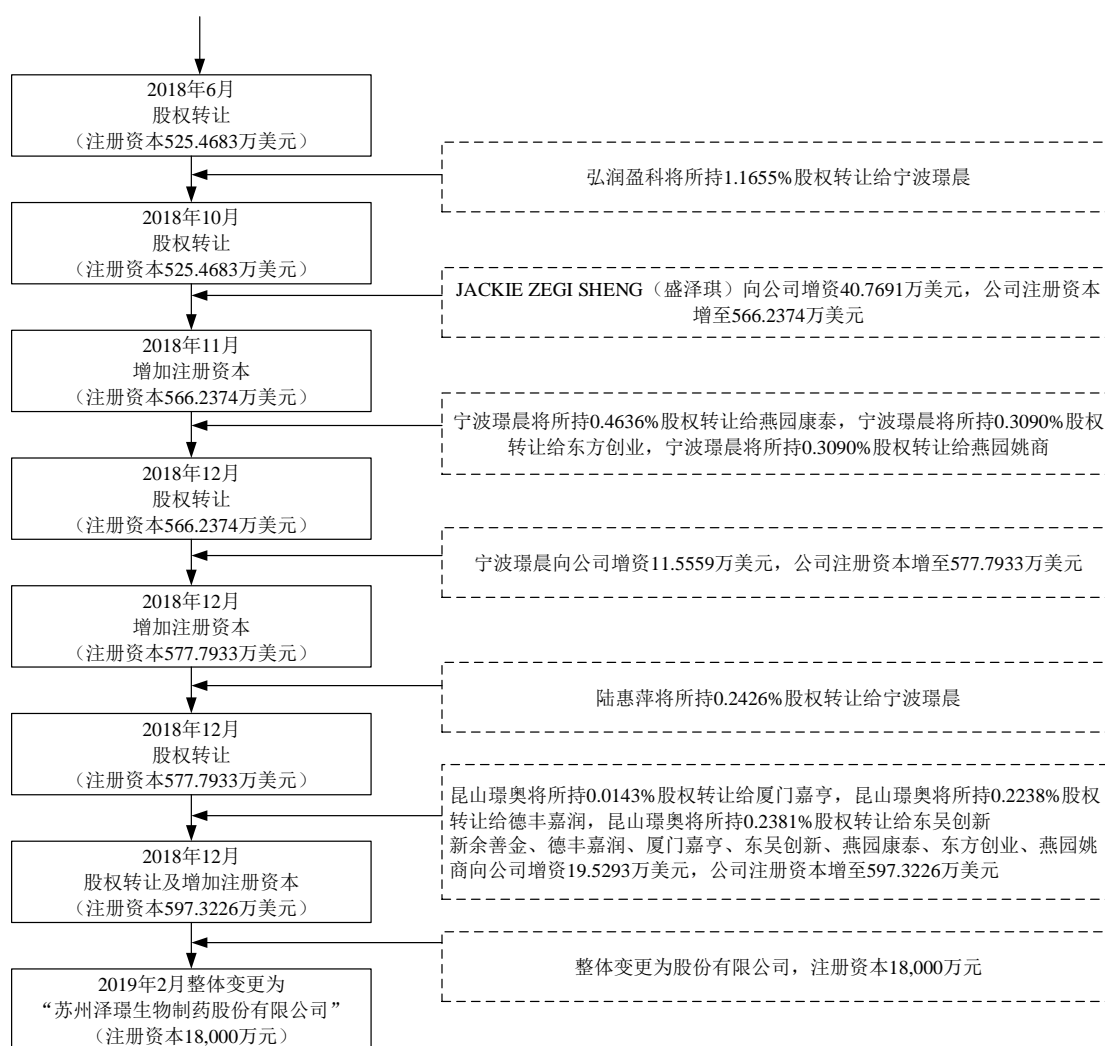 2018年6月
股权转让
（注册资本525.4683万美元）
弘润盈科将所持1.1655%股权转让给宁波璟晨
2018年10月
股权转让
（注册资本525.4683万美元）
JACKIE ZEGI SHENG（盛泽琪）向公司增资40.7691万美元，公司注册资本
增至566.2374万美元
2018年11月
增加注册资本
（注册资本566.2374万美元）
宁波璟晨将所持0.4636%股权转让给燕园康泰，宁波璟晨将所持0.3090%股权
转让给东方创业，宁波璟晨将所持0.3090%股权转让给燕园姚商
2018年12月
股权转让
（注册资本566.2374万美元）
宁波璟晨向公司增资11.5559万美元，公司注册资本增至577.7933万美元
2018年12月
增加注册资本
（注册资本577.7933万美元）
陆惠萍将所持0.2426%股权转让给宁波璟晨
2018年12月
股权转让
（注册资本577.7933万美元）
昆山璟奥将所持0.0143%股权转让给厦门嘉亨，昆山璟奥将所持0.2238%股权
转让给德丰嘉润，昆山璟奥将所持0.2381%股权转让给东吴创新
新余善金、德丰嘉润、厦门嘉亨、东吴创新、燕园康泰、东方创业、燕园姚
商向公司增资19.5293万美元，公司注册资本增至597.3226万美元
2018年12月
股权转让及增加注册资本
（注册资本597.3226万美元）
整体变更为股份有限公司，注册资本18,000万元
2019年2月整体变更为
“苏州泽璟生物制药股份有限公司”
（注册资本18,000万元）